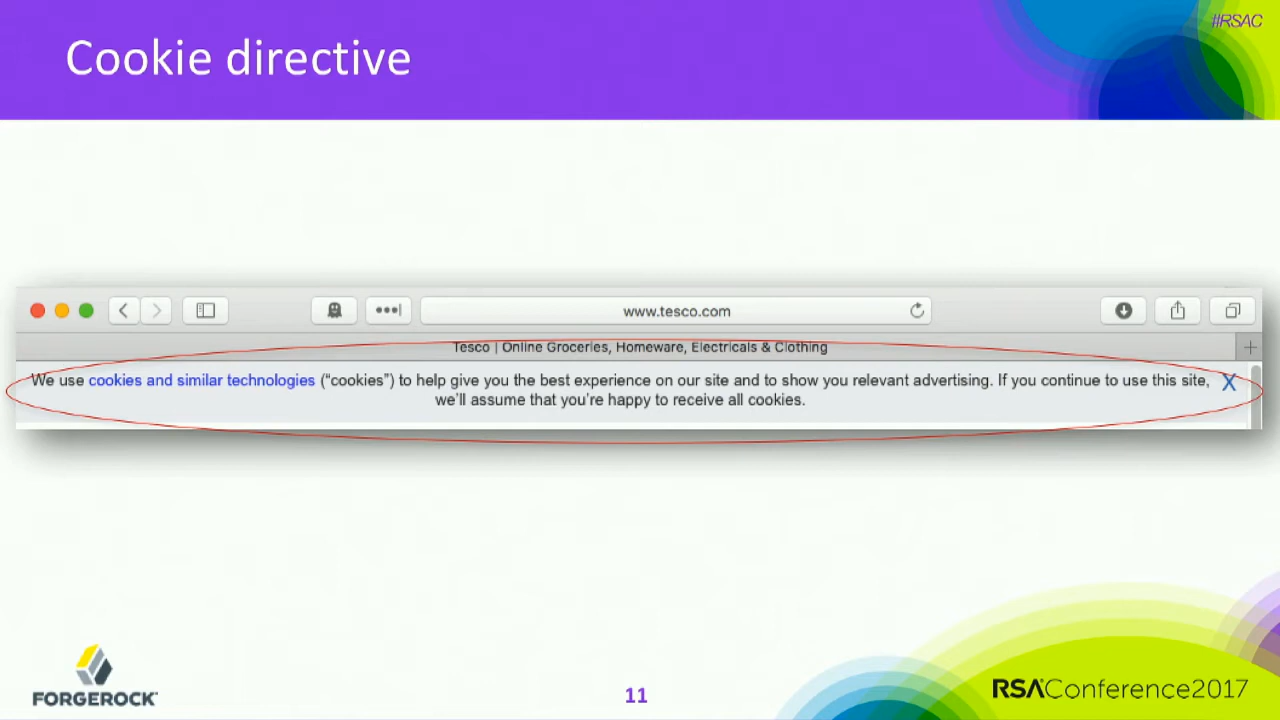 #RSAC
Cookie directive
www.tesco.com
Tesco | Online Groceries, Homeware, Electricals & Clothing
We use cookies and similar technologies (“cookies”) to help give you the best experience on our site and to show you relevant advertising. If you continue to use this site, X
we’ll assume that you’re happy to receive all cookies.
FORGEROCK
11
RSAConference2017